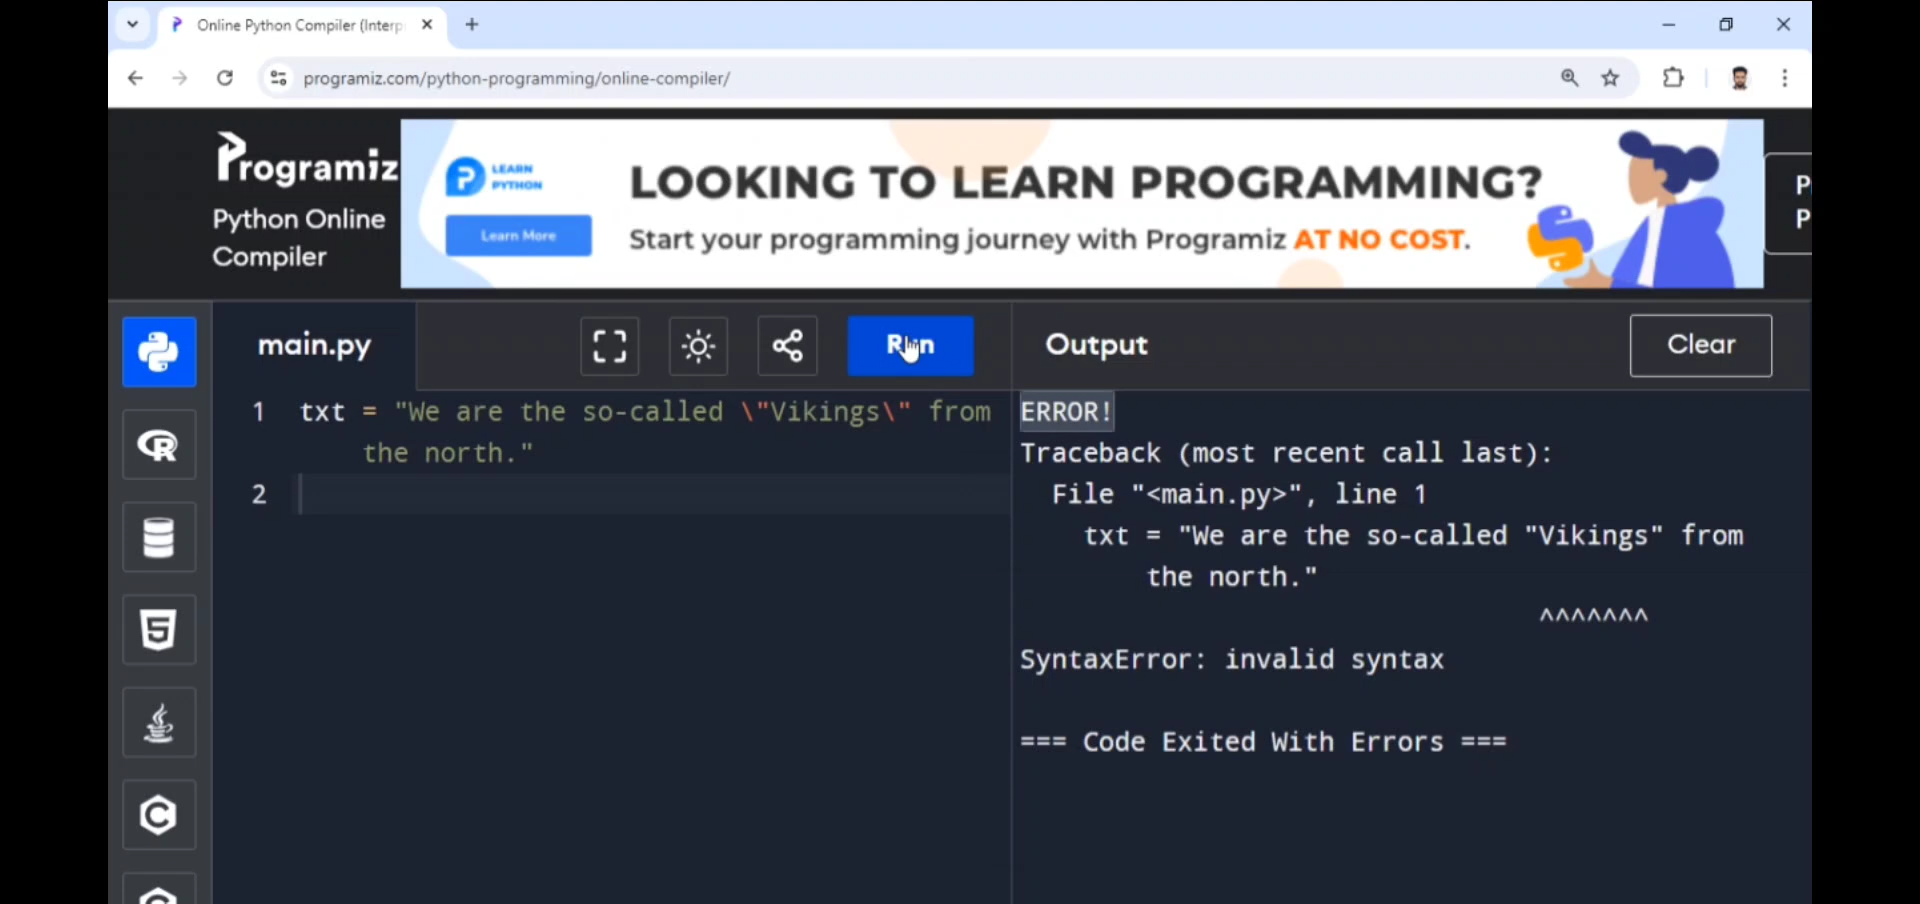 Online Python Compiler (Interp
programiz.com/python-programming/online-compiler/
Programiz
Python Online
Compiler
LEARN
PYTHON
Learn More
LOOKING TO LEARN PROGRAMMING?
Start your programming journey with Programiz AT NO COST.
P
P
main.py
Run
Output
Clear
1 txt = "We are the so-called \"Vikings\" from
the north."
2
ERROR!
Traceback (most recent call last):
File "<main.py>", line 1
txt = "We are the so-called "Vikings" from
the north."
^^^^^^^
SyntaxError: invalid syntax
=== Code Exited With Errors ===